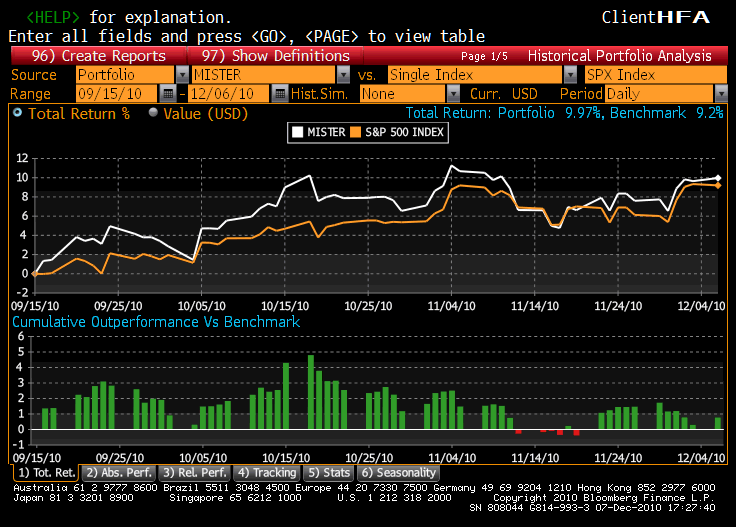 <HELP> for explanation. ClientHFA
Enter all fields and press <GO>, <PAGE> to view table
96) Create Reports 97) Show Definitions Page 1/5 Historical Portfolio Analysis
Source Portfolio MISTER vs. Single Index SPX Index
Range 09/15/10 - 12/06/10 Hist.Sim. None Curr. USD Period Daily
Total Return % Value (USD) Total Return: Portfolio 9.97%, Benchmark 9.2%
MISTER S&P 500 INDEX
12
10
8
6
4
2
0
-2
09/15/10 09/25/10 10/05/10 10/15/10 10/25/10 11/04/10 11/14/10 11/24/10 12/04/10
Cumulative Outperformance Vs Benchmark
6
5
4
3
2
1
0
-1
09/15/10 09/25/10 10/05/10 10/15/10 10/25/10 11/04/10 11/14/10 11/24/10 12/04/10
1) Tot. Ret. 2) Abs. Perf. 3) Rel. Perf. 4) Tracking 5) Stats 6) Seasonality
Australia 61 2 9777 8600 Brazil 5511 3048 4500 Europe 44 20 7330 7500 Germany 49 69 9204 1210 Hong Kong 852 2977 6000
Japan 81 3 3201 8900 Singapore 65 6212 1000 U.S. 1 212 318 2000 Copyright 2010 Bloomberg Finance L.P.
SN 808044 G814-993-3 07-Dec-2010 17:27:40